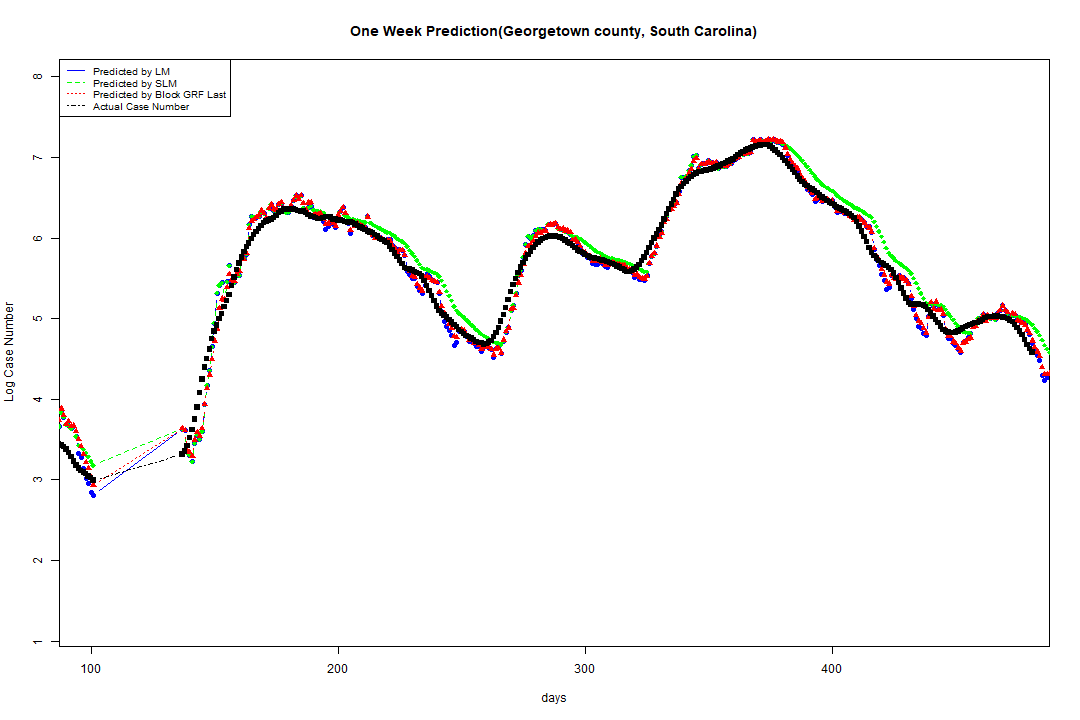 One Week Prediction(Georgetown county, South Carolina)
Predicted by LM
Predicted by SLM
Predicted by Block GRF Last
Actual Case Number
8
7
6
5
4
3
2
1
Log Case Number
100 200 300 400
days